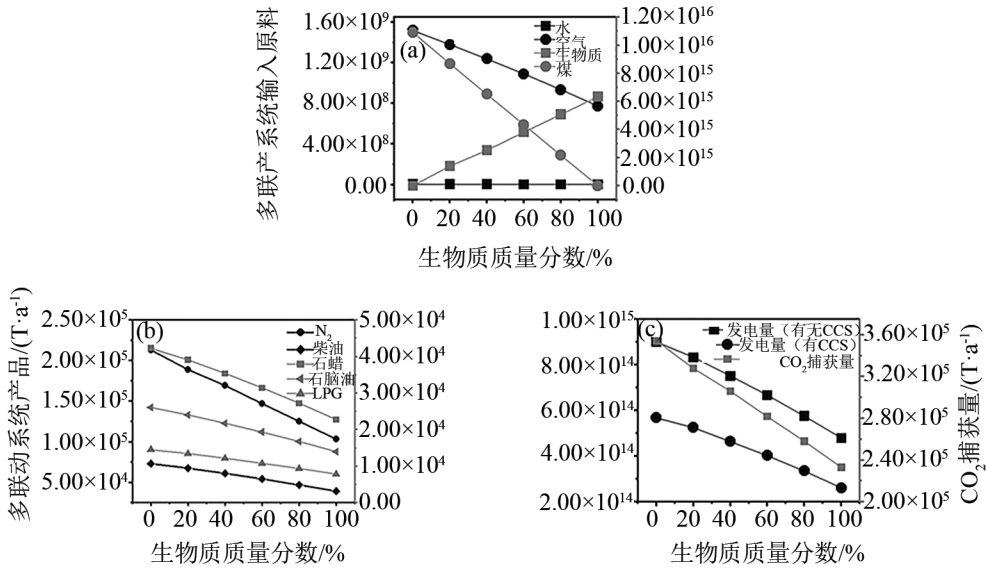 多联产系统输入原料
1.60×10⁹
1.20×10⁹
8.00×10⁸
4.00×10⁸
0.00
(a)
水
空气
生物质
煤
1.20×10¹⁶
1.00×10¹⁶
8.00×10¹⁵
6.00×10¹⁵
4.00×10¹⁵
2.00×10¹⁵
0.00
0 20 40 60 80 100
生物质质量分数/%
多联动系统产品/(T·a⁻¹)
2.50×10⁵
2.00×10⁵
1.50×10⁵
1.00×10⁵
5.00×10⁴
(b)
N₂
柴油
石蜡
石脑油
LPG
5.00×10⁴
4.00×10⁴
3.00×10⁴
2.00×10⁴
1.00×10⁴
0.00
0 20 40 60 80 100
生物质质量分数/%
1.00×10¹⁵
8.00×10¹⁴
6.00×10¹⁴
4.00×10¹⁴
2.00×10¹⁴
(c)
发电量（有无CCS）
发电量（有CCS）
CO₂捕获量
3.60×10⁵
3.20×10⁵
2.80×10⁵
2.40×10⁵
2.00×10⁵
CO₂捕获量/(T·a⁻¹)
0 20 40 60 80 100
生物质质量分数/%